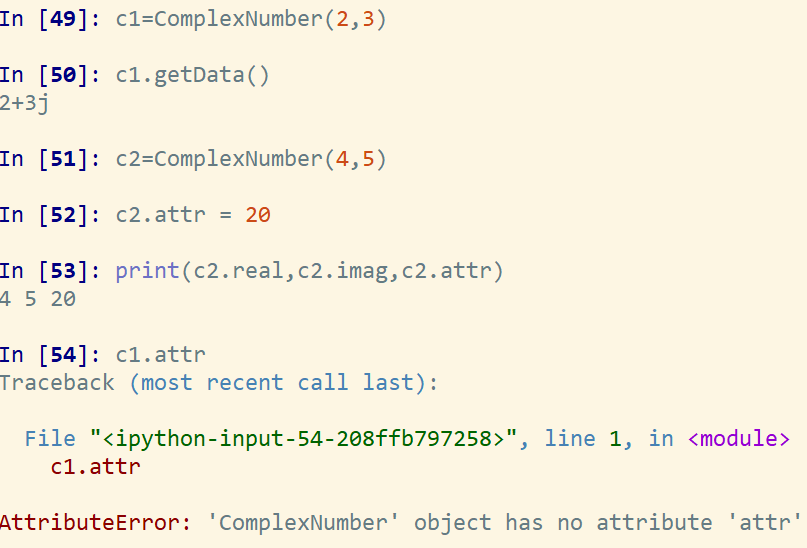 In [49]: c1=ComplexNumber(2,3)
In [50]: c1.getData()
2+3j
In [51]: c2=ComplexNumber(4,5)
In [52]: c2.attr = 20
In [53]: print(c2.real,c2.imag,c2.attr)
4 5 20
In [54]: c1.attr
Traceback (most recent call last):
File "<ipython-input-54-208ffb797258>", line 1, in <module>
c1.attr
AttributeError: 'ComplexNumber' object has no attribute 'attr'